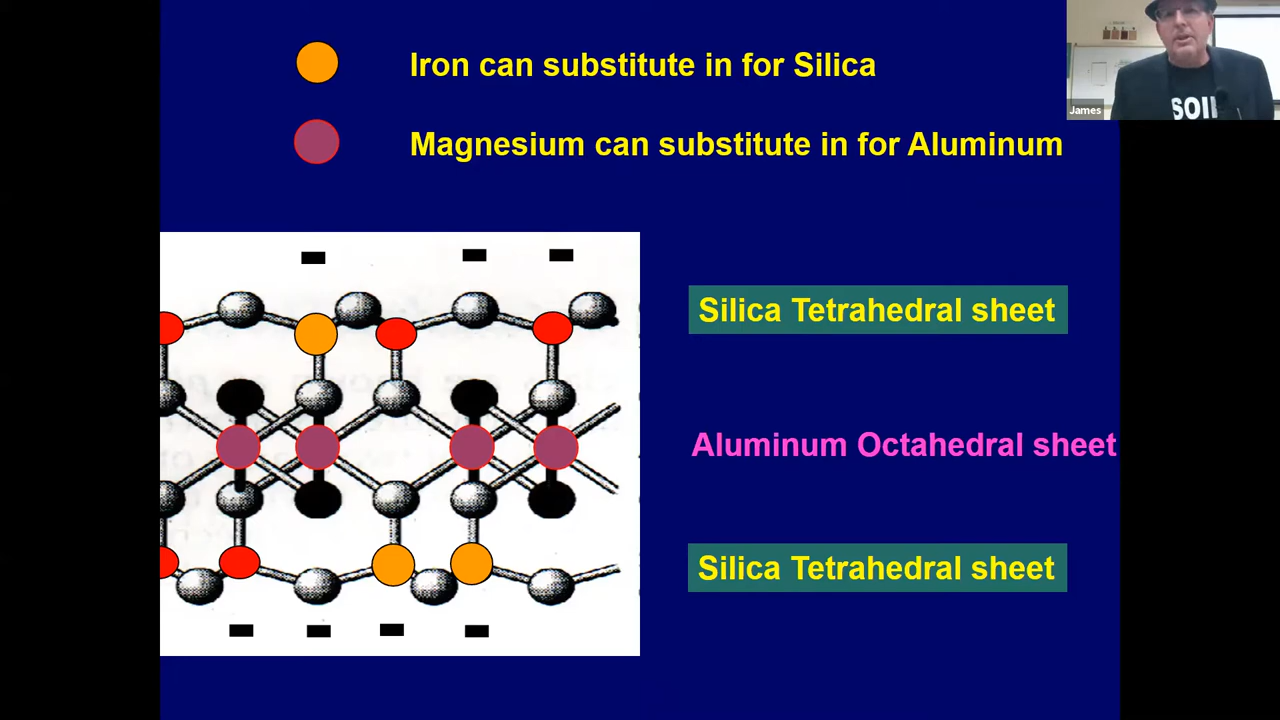 Iron can substitute in for Silica
Magnesium can substitute in for Aluminum
James
SOIL
Silica Tetrahedral sheet
Aluminum Octahedral sheet
Silica Tetrahedral sheet